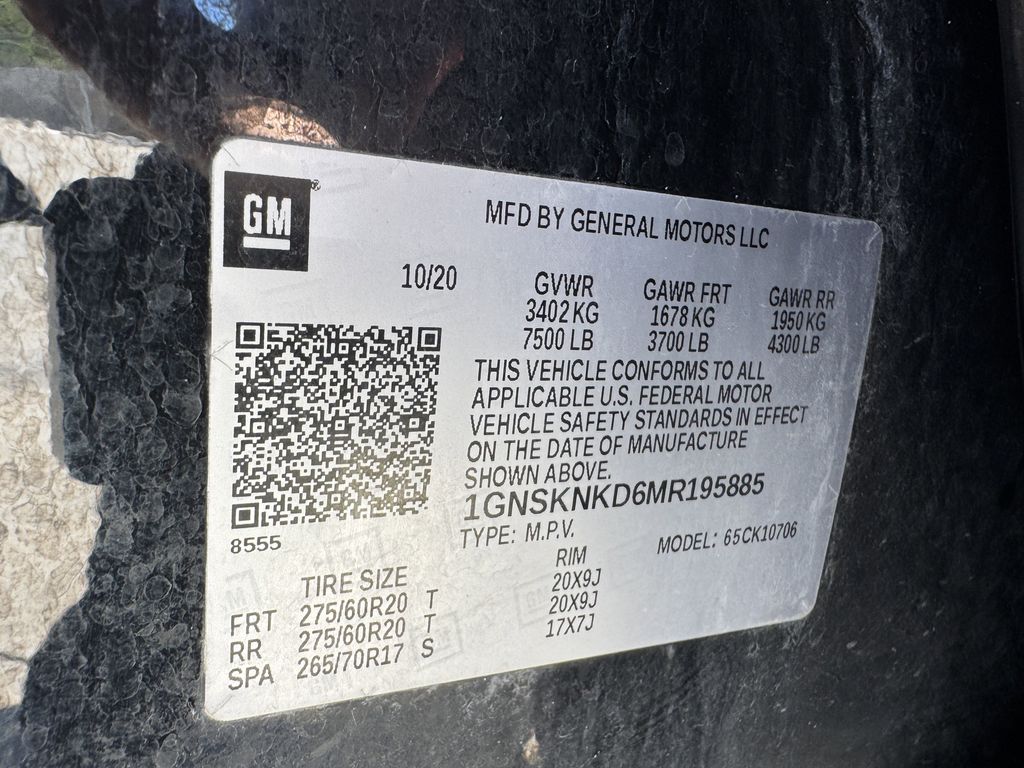 GM
MFD BY GENERAL MOTORS LLC
10/20
GVWR GAWR FRT GAWR RR
3402 KG 1678 KG 1950 KG
7500 LB 3700 LB 4300 LB
THIS VEHICLE CONFORMS TO ALL
APPLICABLE U.S. FEDERAL MOTOR
VEHICLE SAFETY STANDARDS IN EFFECT
ON THE DATE OF MANUFACTURE
SHOWN ABOVE.
1GNSKNKD6MR195885
8555
TYPE: M.P.V. MODEL: 65CK10706
TIRE SIZE RIM
FRT 275/60R20 T 20X9J
RR 275/60R20 T 20X9J
SPA 265/70R17 S 17X7J